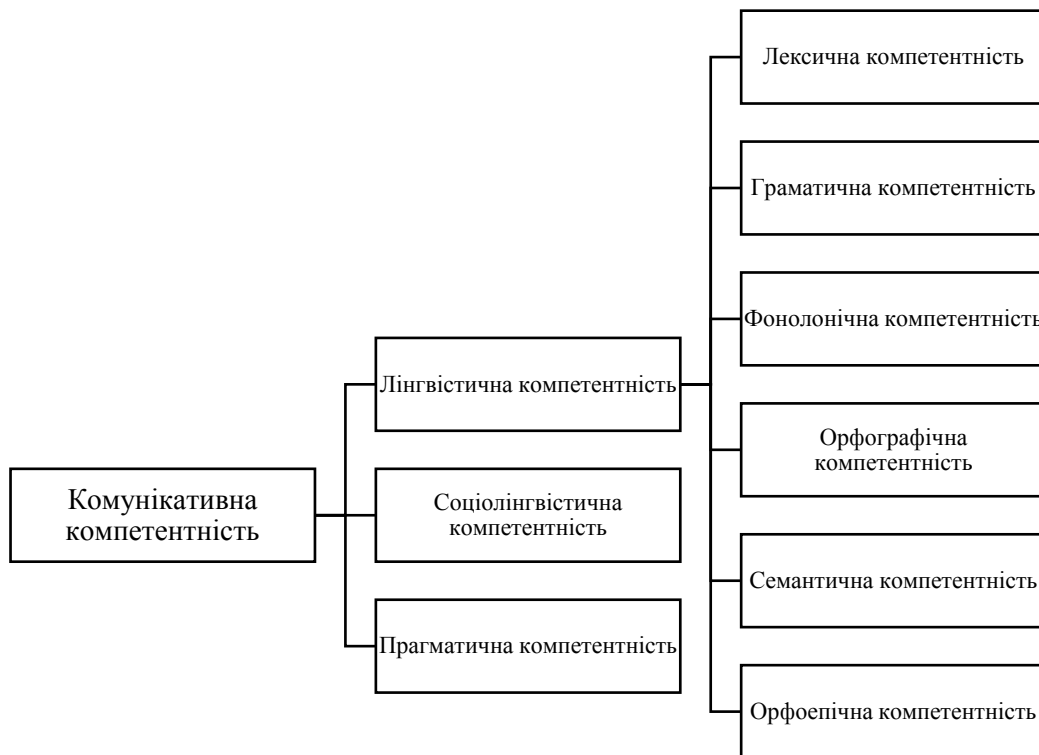 Комунікативна
компетентність
Лінгвістична компетентність
Соціолінгвістична
компетентність
Прагматична компетентність
Лексична компетентність
Граматична компетентність
Фонолонічна компетентність
Орфографічна
компетентність
Семантична компетентність
Орфоепічна компетентність